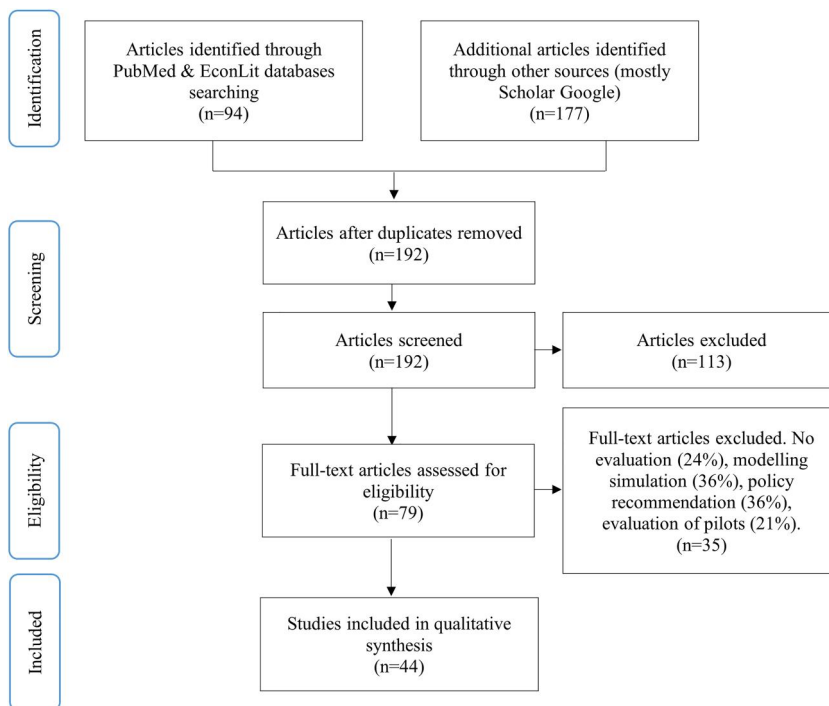 Identification
Articles identified through
PubMed & EconLit databases
searching
(n=94)
Additional articles identified
through other sources (mostly
Scholar Google)
(n=177)
Screening
Articles after duplicates removed
(n=192)
Articles screened
(n=192)
Articles excluded
(n=113)
Eligibility
Full-text articles assessed for
eligibility
(n=79)
Full-text articles excluded. No
evaluation (24%), modelling
simulation (36%), policy
recommendation (36%),
evaluation of pilots (21%).
(n=35)
Included
Studies included in qualitative
synthesis
(n=44)